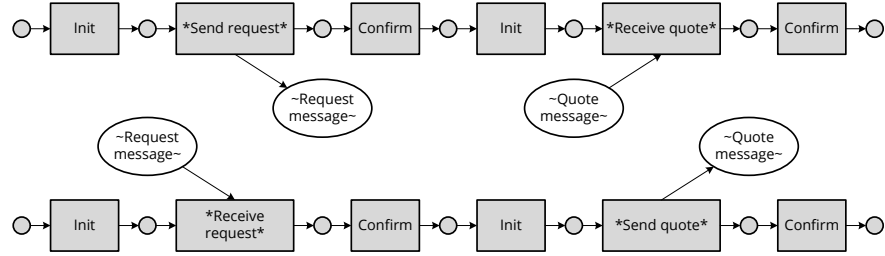 Init
*Send request*
Confirm
Init
*Receive quote*
Confirm
~Request
message~
~Quote
message~
~Request
message~
~Quote
message~
Init
*Receive
request*
Confirm
Init
*Send quote*
Confirm